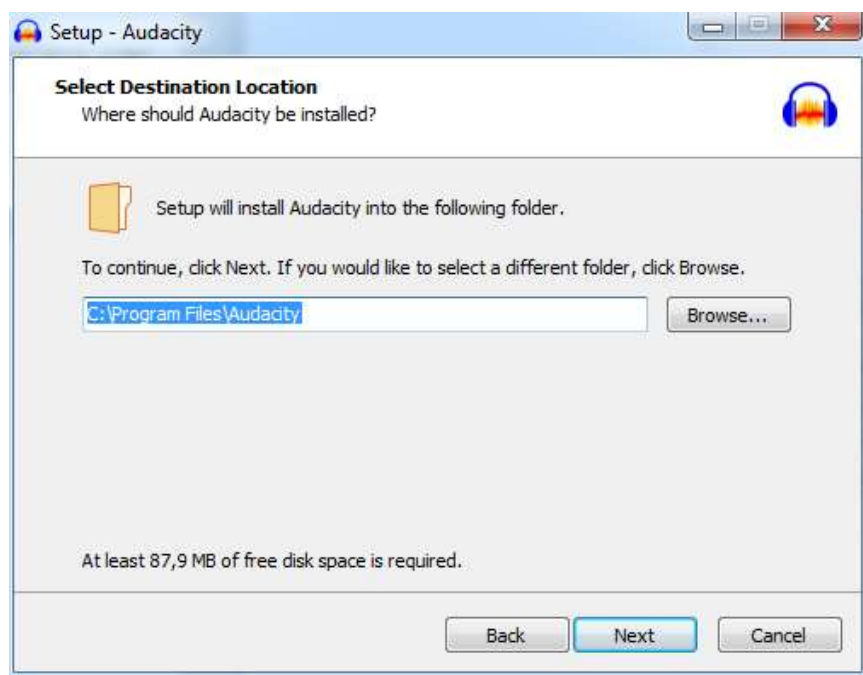 Setup - Audacity
Select Destination Location
Where should Audacity be installed?
Setup will install Audacity into the following folder.
To continue, click Next. If you would like to select a different folder, click Browse.
C:\Program Files\Audacity
Browse...
At least 87,9 MB of free disk space is required.
Back
Next
Cancel